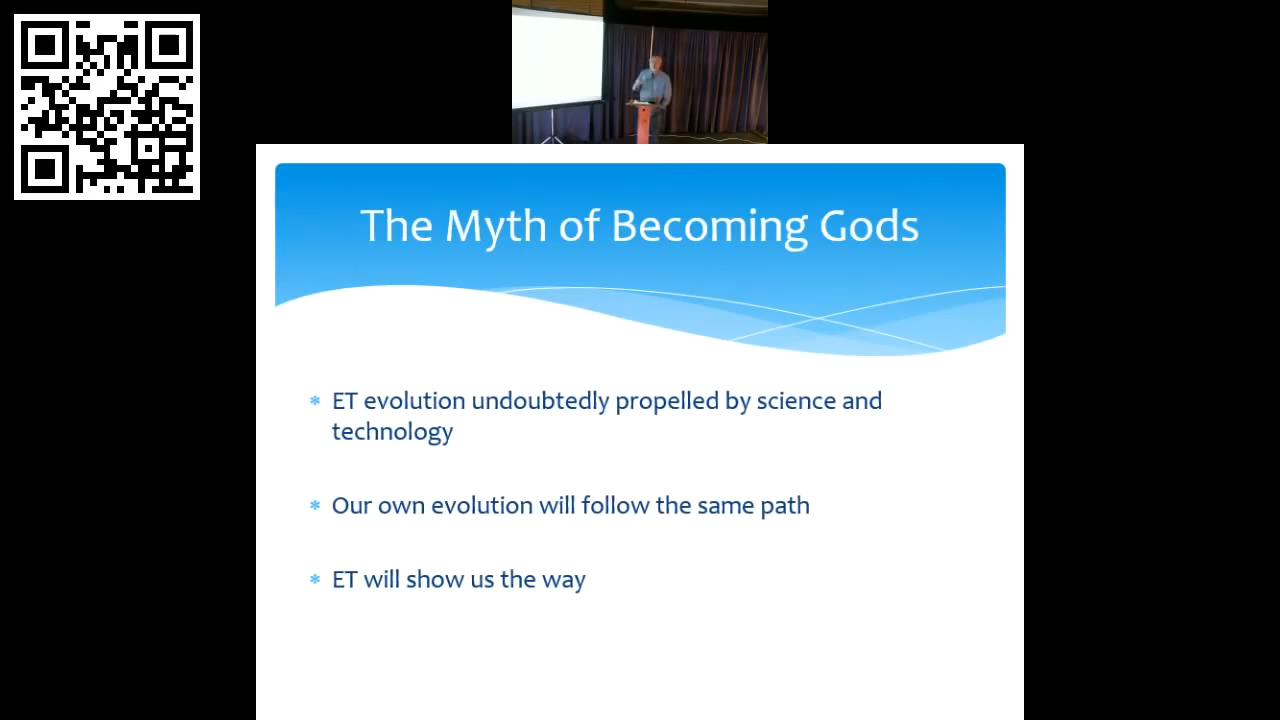 The Myth of Becoming Gods
* ET evolution undoubtedly propelled by science and
technology
* Our own evolution will follow the same path
* ET will show us the way